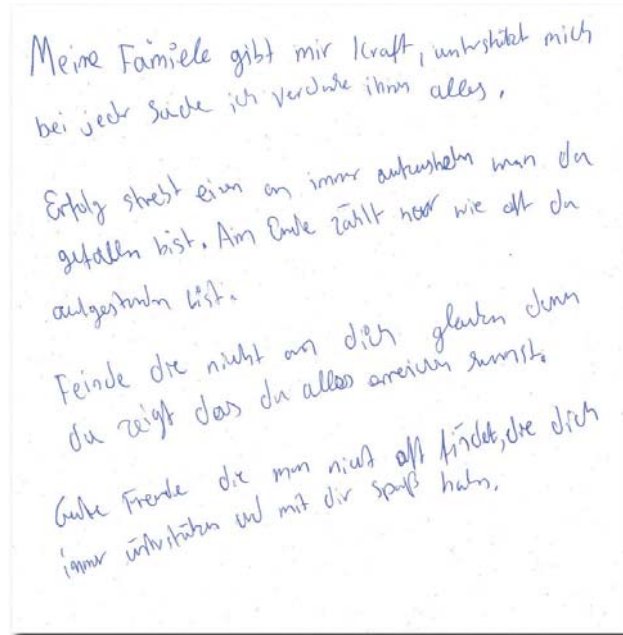 Meine Famiele gibt mir Kraft, unterstützt mich
bei jeder Sache ich verdanke ihnen alles.
Erfolg strebt einen an immer aufzustehen man du
gefallen bist. Am Ende zählt nur wie oft du
aufgestanden bist.
Feinde die nicht an dich glauben denen
du zeigst das du alles erreichen kannst.
Gute Freunde die man nicht oft findet, die dich
immer unterstützen und mit dir Spaß haben.